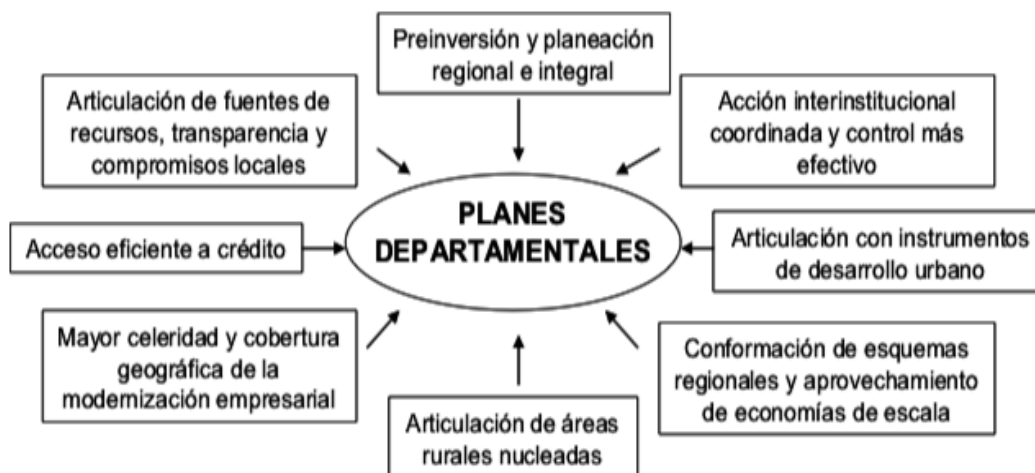 Preinversión y planeación
regional e integral
Articulación de fuentes de
recursos, transparencia y
compromisos locales
Acción interinstitucional
coordinada y control más
efectivo
PLANES
DEPARTAMENTALES
Acceso eficiente a crédito
Articulación con instrumentos
de desarrollo urbano
Mayor celeridad y cobertura
geográfica de la
modernización empresarial
Articulación de áreas
rurales nucleadas
Conformación de esquemas
regionales y aprovechamiento
de economías de escala